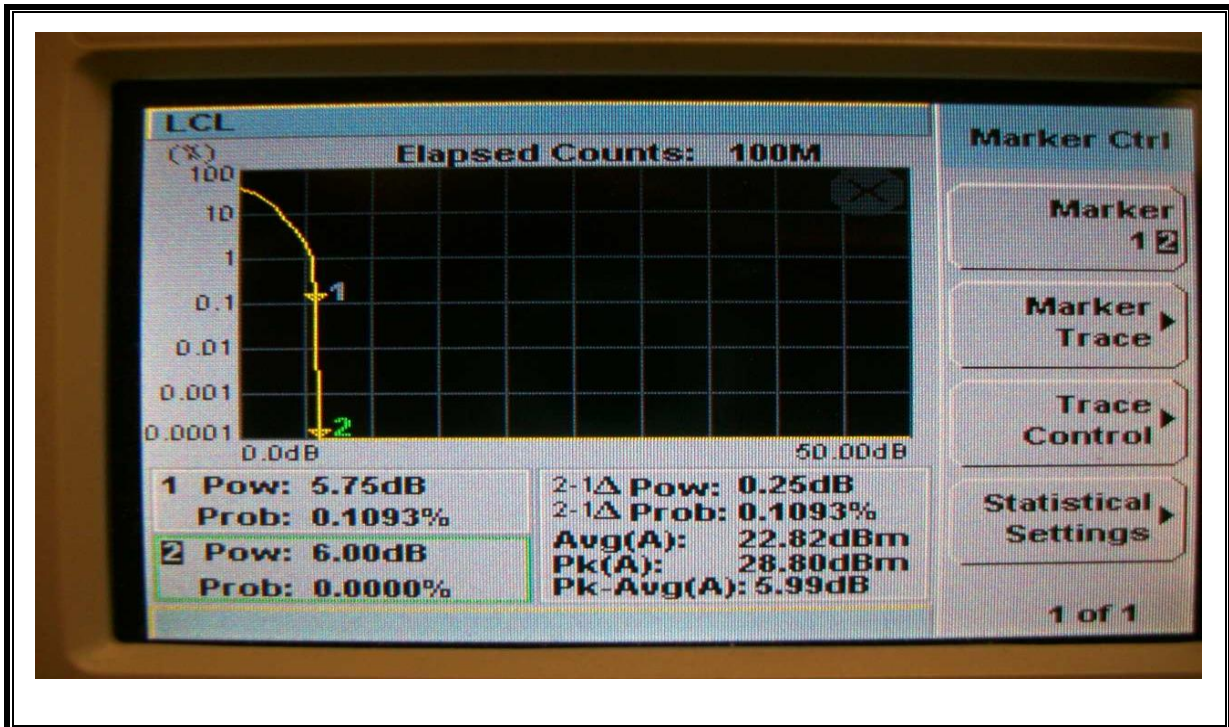 LCL
Marker Ctrl
(%) Elapsed Counts: 100M
100
10
1
0.1
0.01
0.001
0.0001
1
2
0.0dB 50.00dB
1 Pow: 5.75dB
Prob: 0.1093%
2 Pow: 6.00dB
Prob: 0.0000%
2-1Δ Pow: 0.25dB
2-1Δ Prob: 0.1093%
Avg(A): 22.82dBm
Pk(A): 28.80dBm
Pk-Avg(A): 5.99dB
Marker
1 2
Marker
Trace
Trace
Control
Statistical
Settings
1 of 1